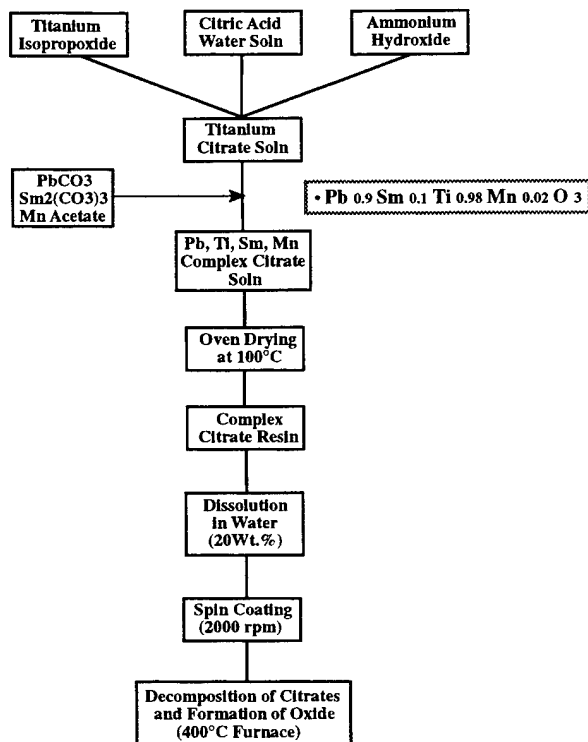 Titanium
Isopropoxide
Citric Acid
Water Soln
Ammonium
Hydroxide
Titanium
Citrate Soln
PbCO3
Sm2(CO3)3
Mn Acetate
• Pb 0.9 Sm 0.1 Ti 0.98 Mn 0.02 O 3
Pb, Ti, Sm, Mn
Complex Citrate
Soln
Oven Drying
at 100°C
Complex
Citrate Resin
Dissolution
in Water
(20Wt.%)
Spin Coating
(2000 rpm)
Decomposition of Citrates
and Formation of Oxide
(400°C Furnace)